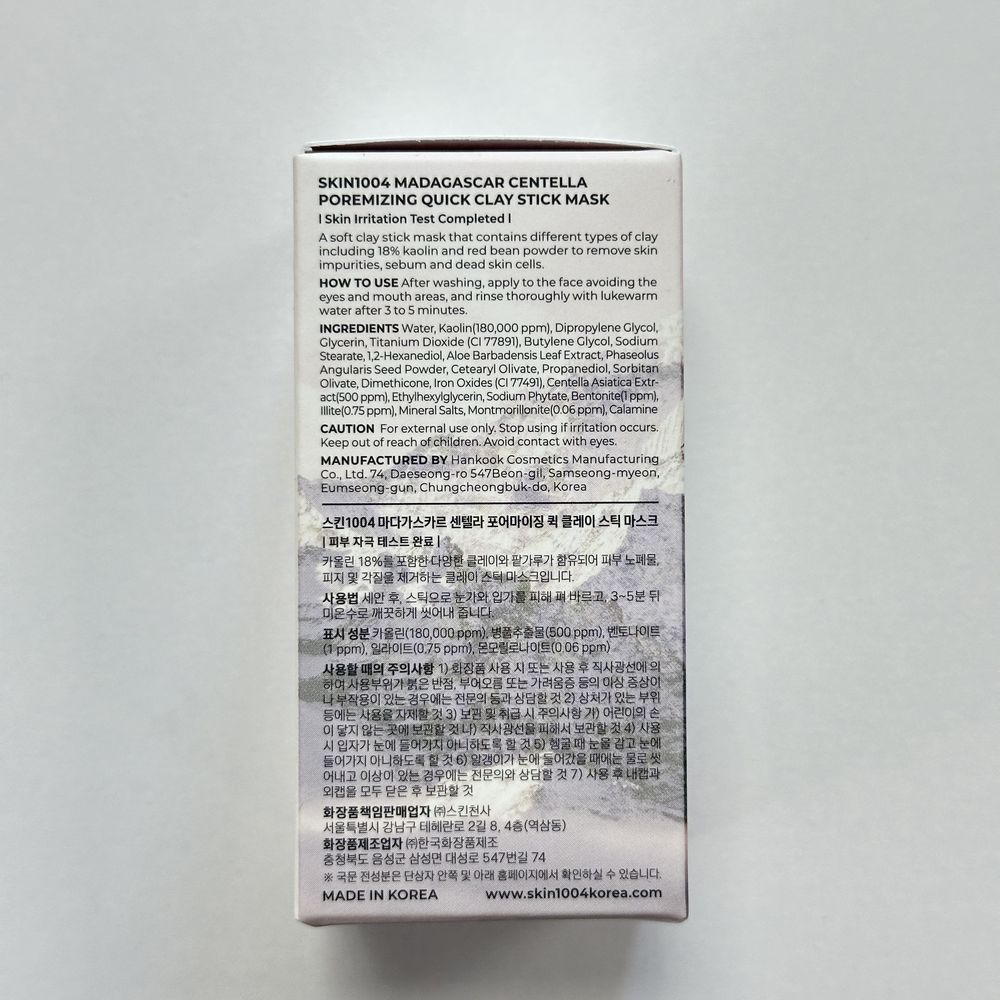 SKIN1004 MADAGASCAR CENTELLA
POREMIZING QUICK CLAY STICK MASK
| Skin Irritation Test Completed |
A soft clay stick mask that contains different types of clay
including 18% kaolin and red bean powder to remove skin
impurities, sebum and dead skin cells.
HOW TO USE After washing, apply to the face avoiding the
eyes and mouth areas, and rinse thoroughly with lukewarm
water after 3 to 5 minutes.
INGREDIENTS Water, Kaolin(180,000 ppm), Dipropylene Glycol,
Glycerin, Titanium Dioxide (CI 77891), Butylene Glycol, Sodium
Stearate, 1,2-Hexanediol, Aloe Barbadensis Leaf Extract, Phaseolus
Angularis Seed Powder, Cetearyl Olivate, Propanediol, Sorbitan
Olivate, Dimethicone, Iron Oxides (CI 77491), Centella Asiatica Extr-
act(500 ppm), Ethylhexylglycerin, Sodium Phytate, Bentonite(1 ppm),
Illite(0.75 ppm), Mineral Salts, Montmorillonite(0.06 ppm), Calamine
CAUTION For external use only. Stop using if irritation occurs.
Keep out of reach of children. Avoid contact with eyes.
MANUFACTURED BY Hankook Cosmetics Manufacturing
Co., Ltd. 74, Daeseong-ro 547Beon-gil, Samseong-myeon,
Eumseong-gun, Chungcheongbuk-do, Korea
스킨1004 마다가스카르 센텔라 포어마이징 퀵 클레이 스틱 마스크
| 피부 자극 테스트 완료 |
카올린 18%를 포함한 다양한 클레이와 팥가루가 함유되어 피부 노폐물,
피지 및 각질을 제거하는 클레이 스틱 마스크입니다.
사용법 세안 후, 스틱으로 눈가와 입가를 피해 펴 바르고, 3~5분 뒤
미온수로 깨끗하게 씻어내 줍니다.
표시 성분 카올린(180,000 ppm), 병풀추출물(500 ppm), 벤토나이트
(1 ppm), 일라이트(0.75 ppm), 몬모릴로나이트(0.06 ppm)
사용할 때의 주의사항 1) 화장품 사용 시 또는 사용 후 직사광선에 의
하여 사용부위가 붉은 반점, 부어오름 또는 가려움증 등의 이상 증상이
나 부작용이 있는 경우에는 전문의 등과 상담할 것 2) 상처가 있는 부위
등에는 사용을 자제할 것 3) 보관 및 취급 시 주의사항 가) 어린이의 손
이 닿지 않는 곳에 보관할 것 나) 직사광선을 피해서 보관할 것 4) 사용
시 입자가 눈에 들어가지 아니하도록 할 것 5) 헹굴 때 눈을 감고 눈에
들어가지 아니하도록 할 것 6) 알갱이가 눈에 들어갔을 때에는 물로 씻
어내고 이상이 있는 경우에는 전문의와 상담할 것 7) 사용 후 내캡과
외캡을 모두 닫은 후 보관할 것
화장품책임판매업자 ㈜스킨천사
서울특별시 강남구 테헤란로 2길 8, 4층(역삼동)
화장품제조업자 ㈜한국화장품제조
충청북도 음성군 삼성면 대성로 547번길 74
※ 국문 전성분은 단상자 안쪽 및 아래 홈페이지에서 확인하실 수 있습니다.
MADE IN KOREA www.skin1004korea.com